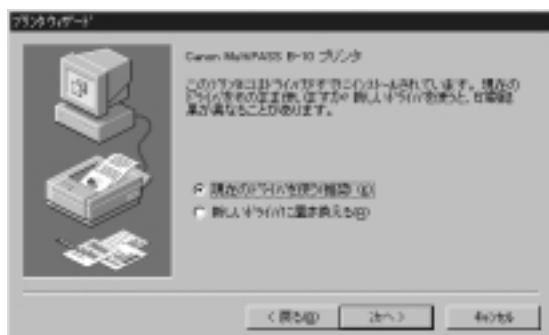 プリンタウィザード
Canon MultiPASS B-10 プリンタ
このプリンタにはドライバがすでにインストールされています。現在の
ドライバをそのまま使いますか? 新しいドライバを使うと、印刷結
果が異なることがあります。
現在のドライバを使う(推奨)(K)
新しいドライバに置き換える(R)
< 戻る(B)
次へ >
キャンセル